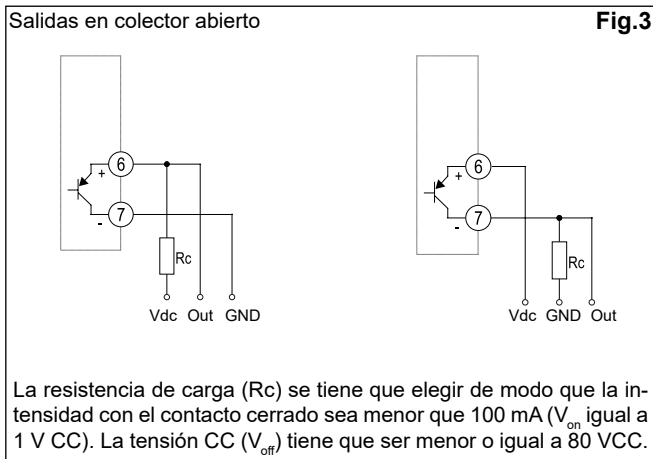 Salidas en colector abierto
Fig.3
6
+
7
-
Rc
Vdc Out GND
6
+
7
-
Rc
Vdc GND Out
La resistencia de carga (Rc) se tiene que elegir de modo que la in-
tensidad con el contacto cerrado sea menor que 100 mA (Von igual a
1 V CC). La tensión CC (Voff) tiene que ser menor o igual a 80 VCC.